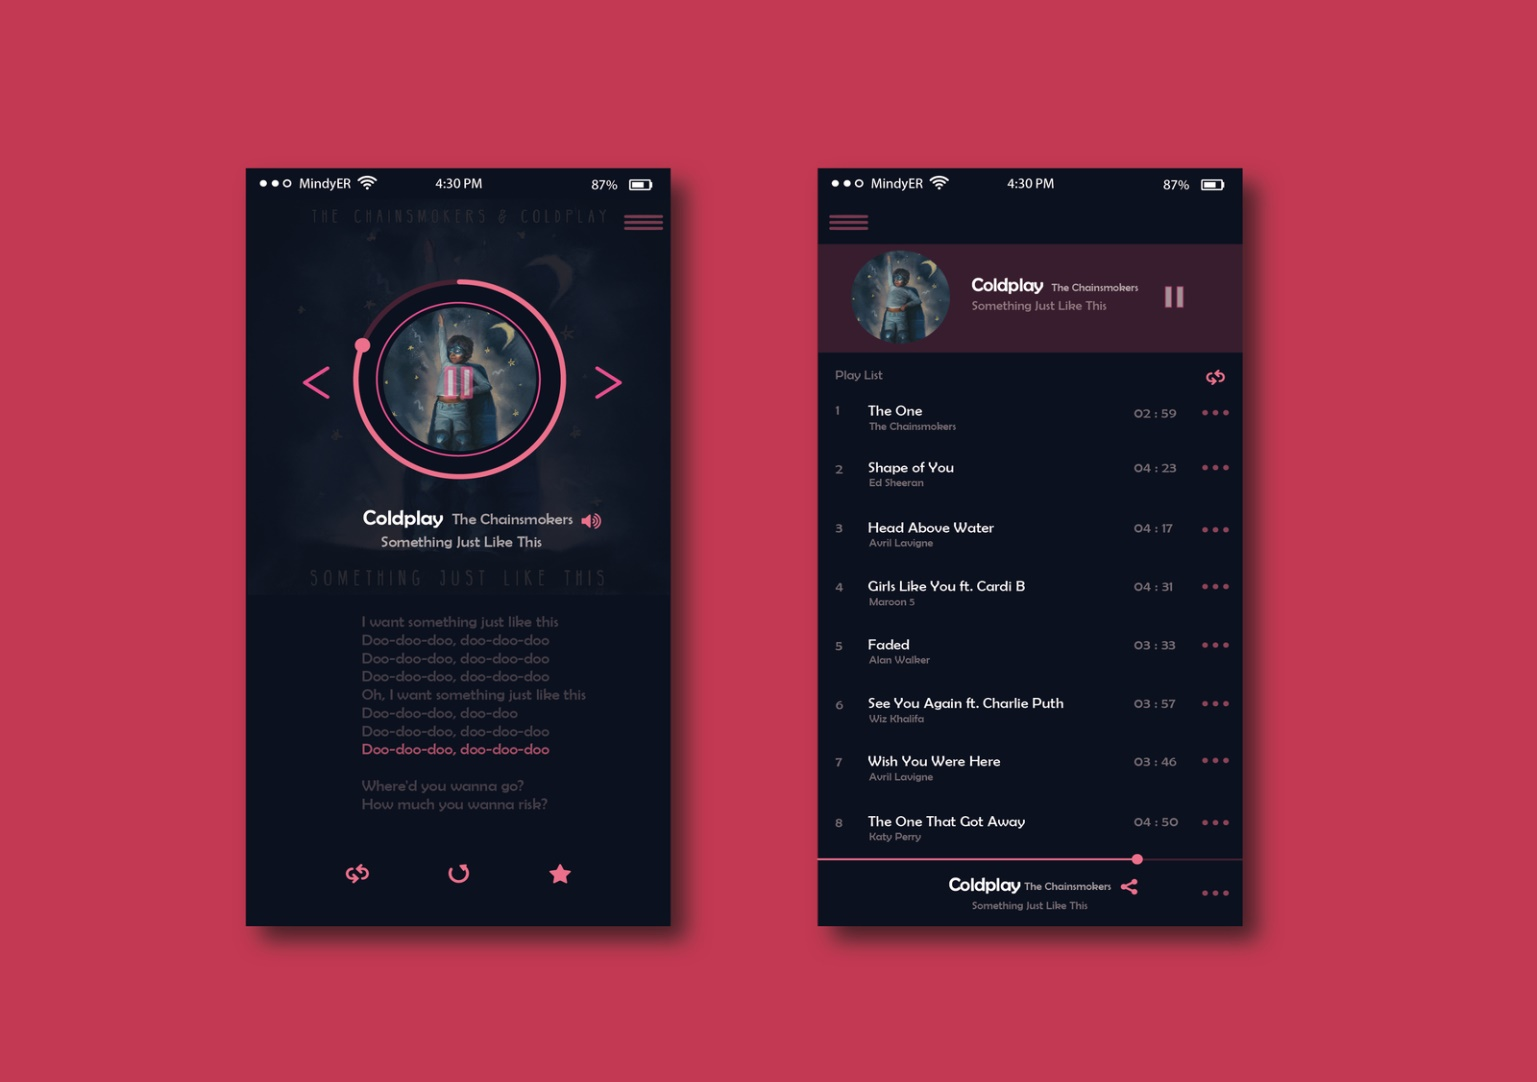 MindyER 4:30 PM 87%
THE CHAINSMOKERS & COLDPLAY
Coldplay The Chainsmokers
Something Just Like This
SOMETHING JUST LIKE THIS
I want something just like this
Doo-doo-doo, doo-doo-doo
Doo-doo-doo, doo-doo-doo
Doo-doo-doo, doo-doo-doo
Oh, I want something just like this
Doo-doo-doo, doo-doo
Doo-doo-doo, doo-doo-doo
Doo-doo-doo, doo-doo-doo
Where'd you wanna go?
How much you wanna risk?
MindyER 4:30 PM 87%
Coldplay The Chainsmokers
Something Just Like This
Play List
1 The One 02 : 59
The Chainsmokers
2 Shape of You 04 : 23
Ed Sheeran
3 Head Above Water 04 : 17
Avril Lavigne
4 Girls Like You ft. Cardi B 04 : 31
Maroon 5
5 Faded 03 : 33
Alan Walker
6 See You Again ft. Charlie Puth 03 : 57
Wiz Khalifa
7 Wish You Were Here 03 : 46
Avril Lavigne
8 The One That Got Away 04 : 50
Katy Perry
Coldplay The Chainsmokers
Something Just Like This